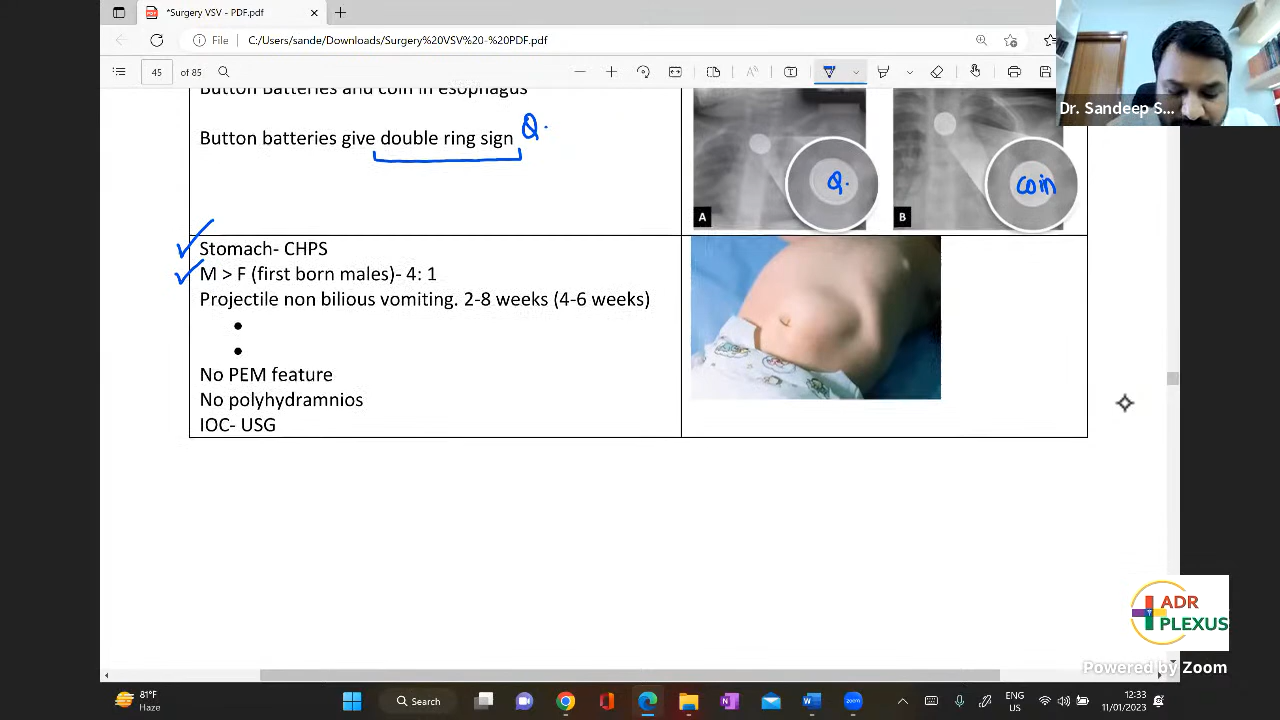 *Surgery VSV - PDF.pdf
File
C:/Users/sande/Downloads/Surgery%20VSV%20-%20PDF.pdf
45 of 85
Dr. Sandeep S...
Button Batteries and coin in esophagus
Button batteries give double ring sign Q.
Q. coin
A B
Stomach- CHPS
M > F (first born males)- 4: 1
Projectile non bilious vomiting. 2-8 weeks (4-6 weeks)
No PEM feature
No polyhydramnios
IOC- USG
ADR
PLEXUS
Powered by Zoom
81°F
Haze
Search
zoom
ENG
US
12:33
11/01/2023